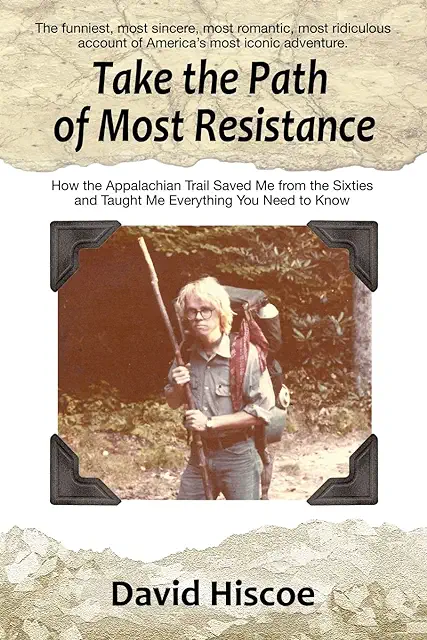 The funniest, most sincere, most romantic, most ridiculous
account of America's most iconic adventure.
Take the Path
of Most Resistance
How the Appalachian Trail Saved Me from the Sixties
and Taught Me Everything You Need to Know
David Hiscoe